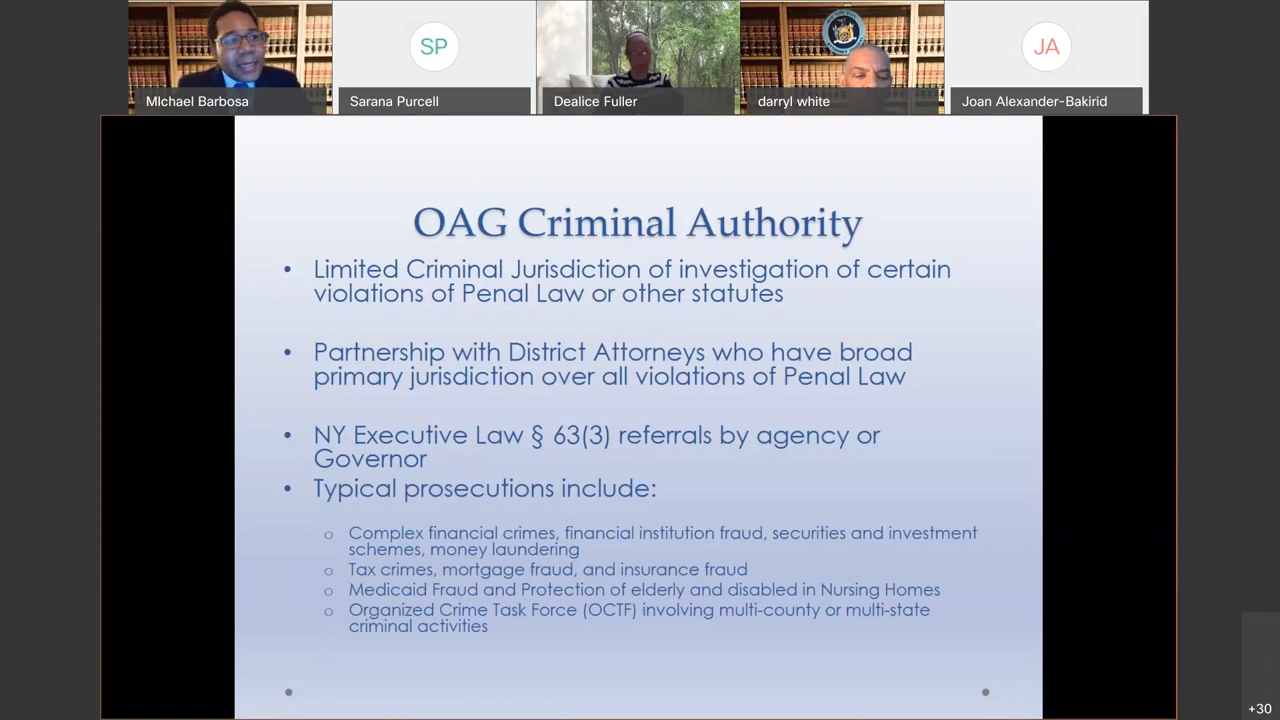 SP
JA
MIchael Barbosa
Sarana Purcell
Dealice Fuller
darryl white
Joan Alexander-Bakirid
OAG Criminal Authority
• Limited Criminal Jurisdiction of investigation of certain
violations of Penal Law or other statutes
• Partnership with District Attorneys who have broad
primary jurisdiction over all violations of Penal Law
• NY Executive Law § 63(3) referrals by agency or
Governor
• Typical prosecutions include:
o Complex financial crimes, financial institution fraud, securities and investment
schemes, money laundering
o Tax crimes, mortgage fraud, and insurance fraud
o Medicaid Fraud and Protection of elderly and disabled in Nursing Homes
o Organized Crime Task Force (OCTF) involving multi-county or multi-state
criminal activities
+30